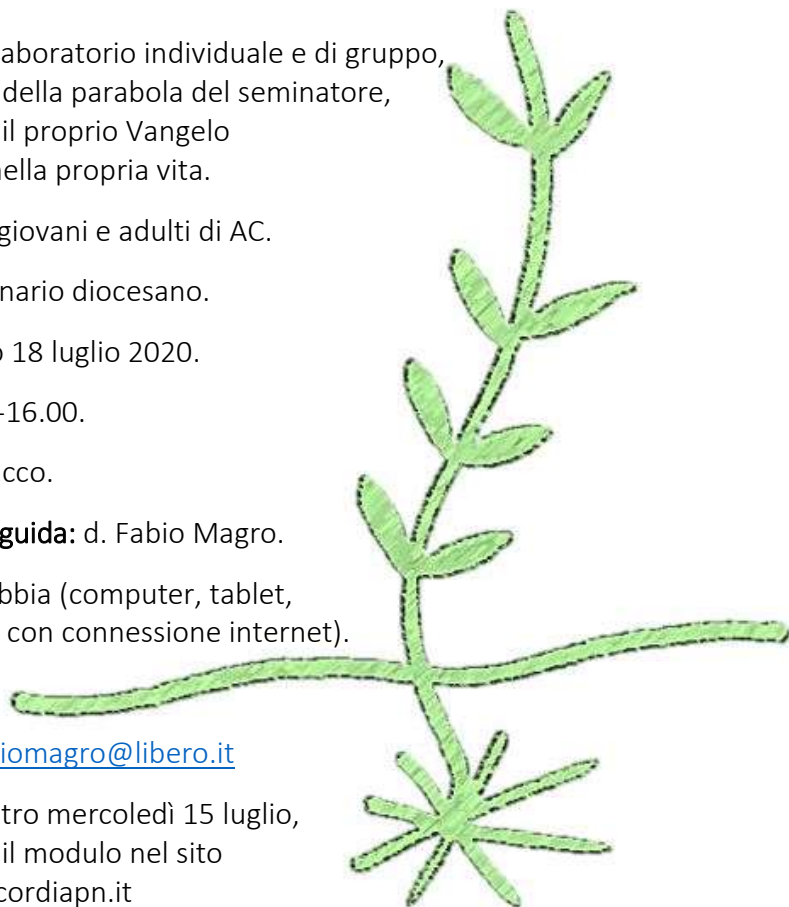 aboratorio individuale e di gruppo,
della parabola del seminatore,
il proprio Vangelo
nella propria vita.
giovani e adulti di AC.
nario diocesano.
o 18 luglio 2020.
-16.00.
cco.
guida: d. Fabio Magro.
bbia (computer, tablet,
con connessione internet).
iomagro@libero.it
tro mercoledì 15 luglio,
il modulo nel sito
cordiapn.it